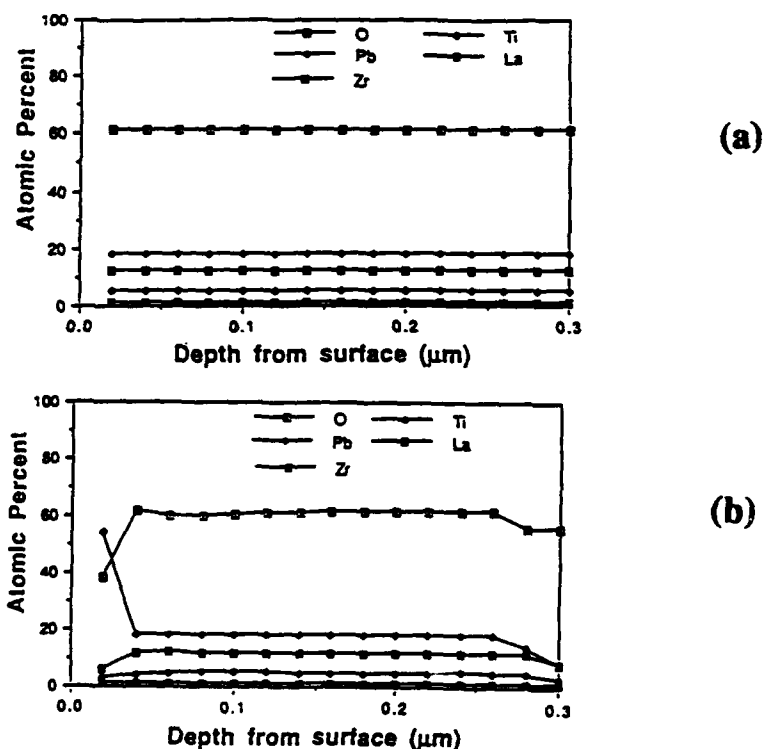 100
80
60
40
20
0
Atomic Percent
O Ti
Pb La
Zr
0.0 0.1 0.2 0.3
Depth from surface (µm)
(a)
100
80
60
40
20
0
Atomic Percent
O Ti
Pb La
Zr
0.0 0.1 0.2 0.3
Depth from surface (µm)
(b)